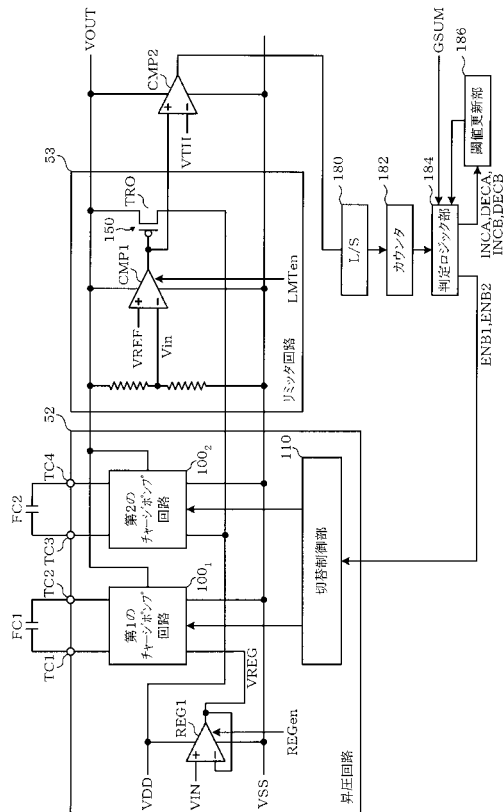 52
FC1
FC2
TC1
TC2
TC3
TC4
第1の
チャージポンプ
回路
100₁
第2の
チャージポンプ
回路
100₂
VDD
VIN
VSS
REG1
VREG
REGen
切替制御部
110
昇圧回路
53
VOUT
VREF
Vin
CMP1
150
TRO
LMTen
リミッタ回路
CMP2
VTH
L/S
180
カウンタ
182
判定ロジック部
184
GSUM
閾値更新部
186
INCA,DECA,
INCB,DECB
ENB1,ENB2